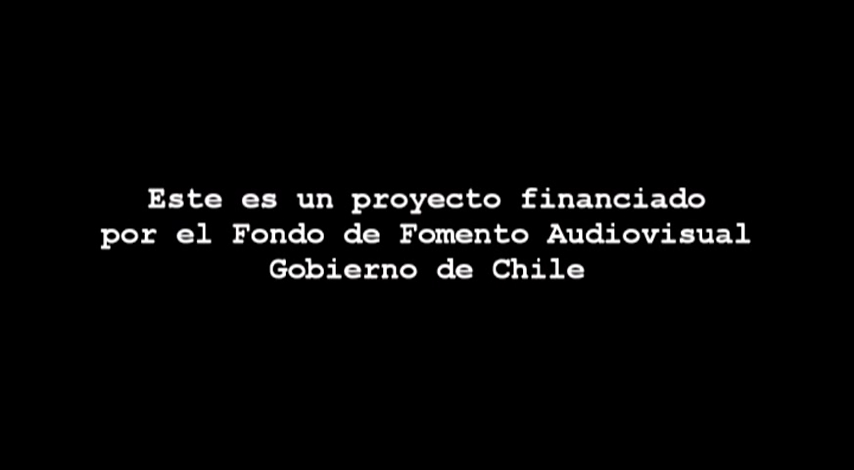 Este es un proyecto financiado
por el Fondo de Fomento Audiovisual
Gobierno de Chile